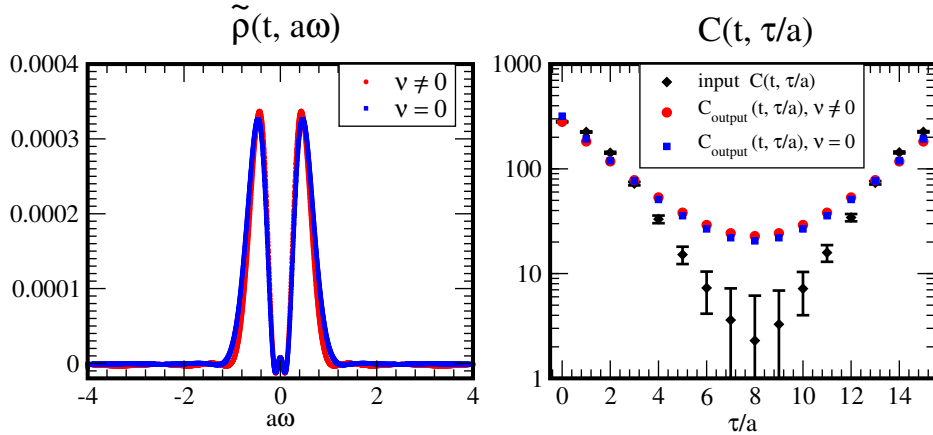 ρ̃(t, aω)
0.0004
0.0003
0.0002
0.0001
0
-4
-2
0
2
4
aω
ν ≠ 0
ν = 0
C(t, τ/a)
1000
100
10
1
0
2
4
6
8
10
12
14
τ/a
input C(t, τ/a)
C_output (t, τ/a), ν ≠ 0
C_output (t, τ/a), ν = 0